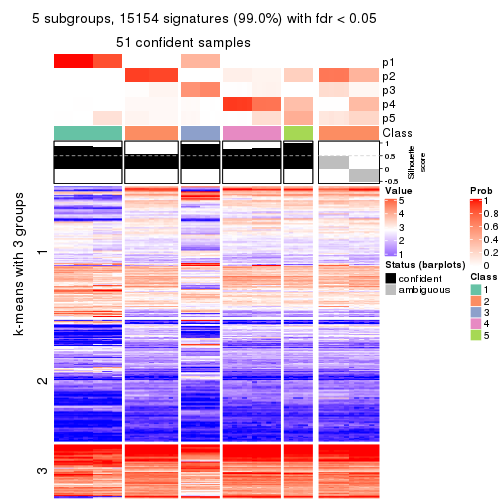 5 subgroups, 15154 signatures (99.0%) with fdr < 0.05
51 confident samples
p1
p2
p3
p4
p5
Class
1
0.5
0
-0.5
Silhouette
score
k-means with 3 groups
1
2
3
Value
5
4
3
2
1
Status (barplots)
confident
ambiguous
Prob
1
0.8
0.6
0.4
0.2
0
Class
1
2
3
4
5